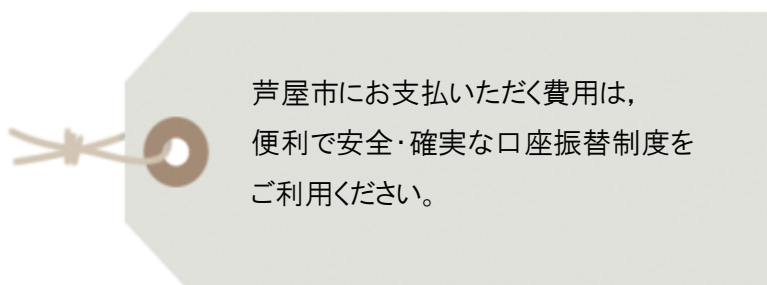 芦屋市にお支払いただく費用は，
便利で安全・確実な口座振替制度を
ご利用ください。